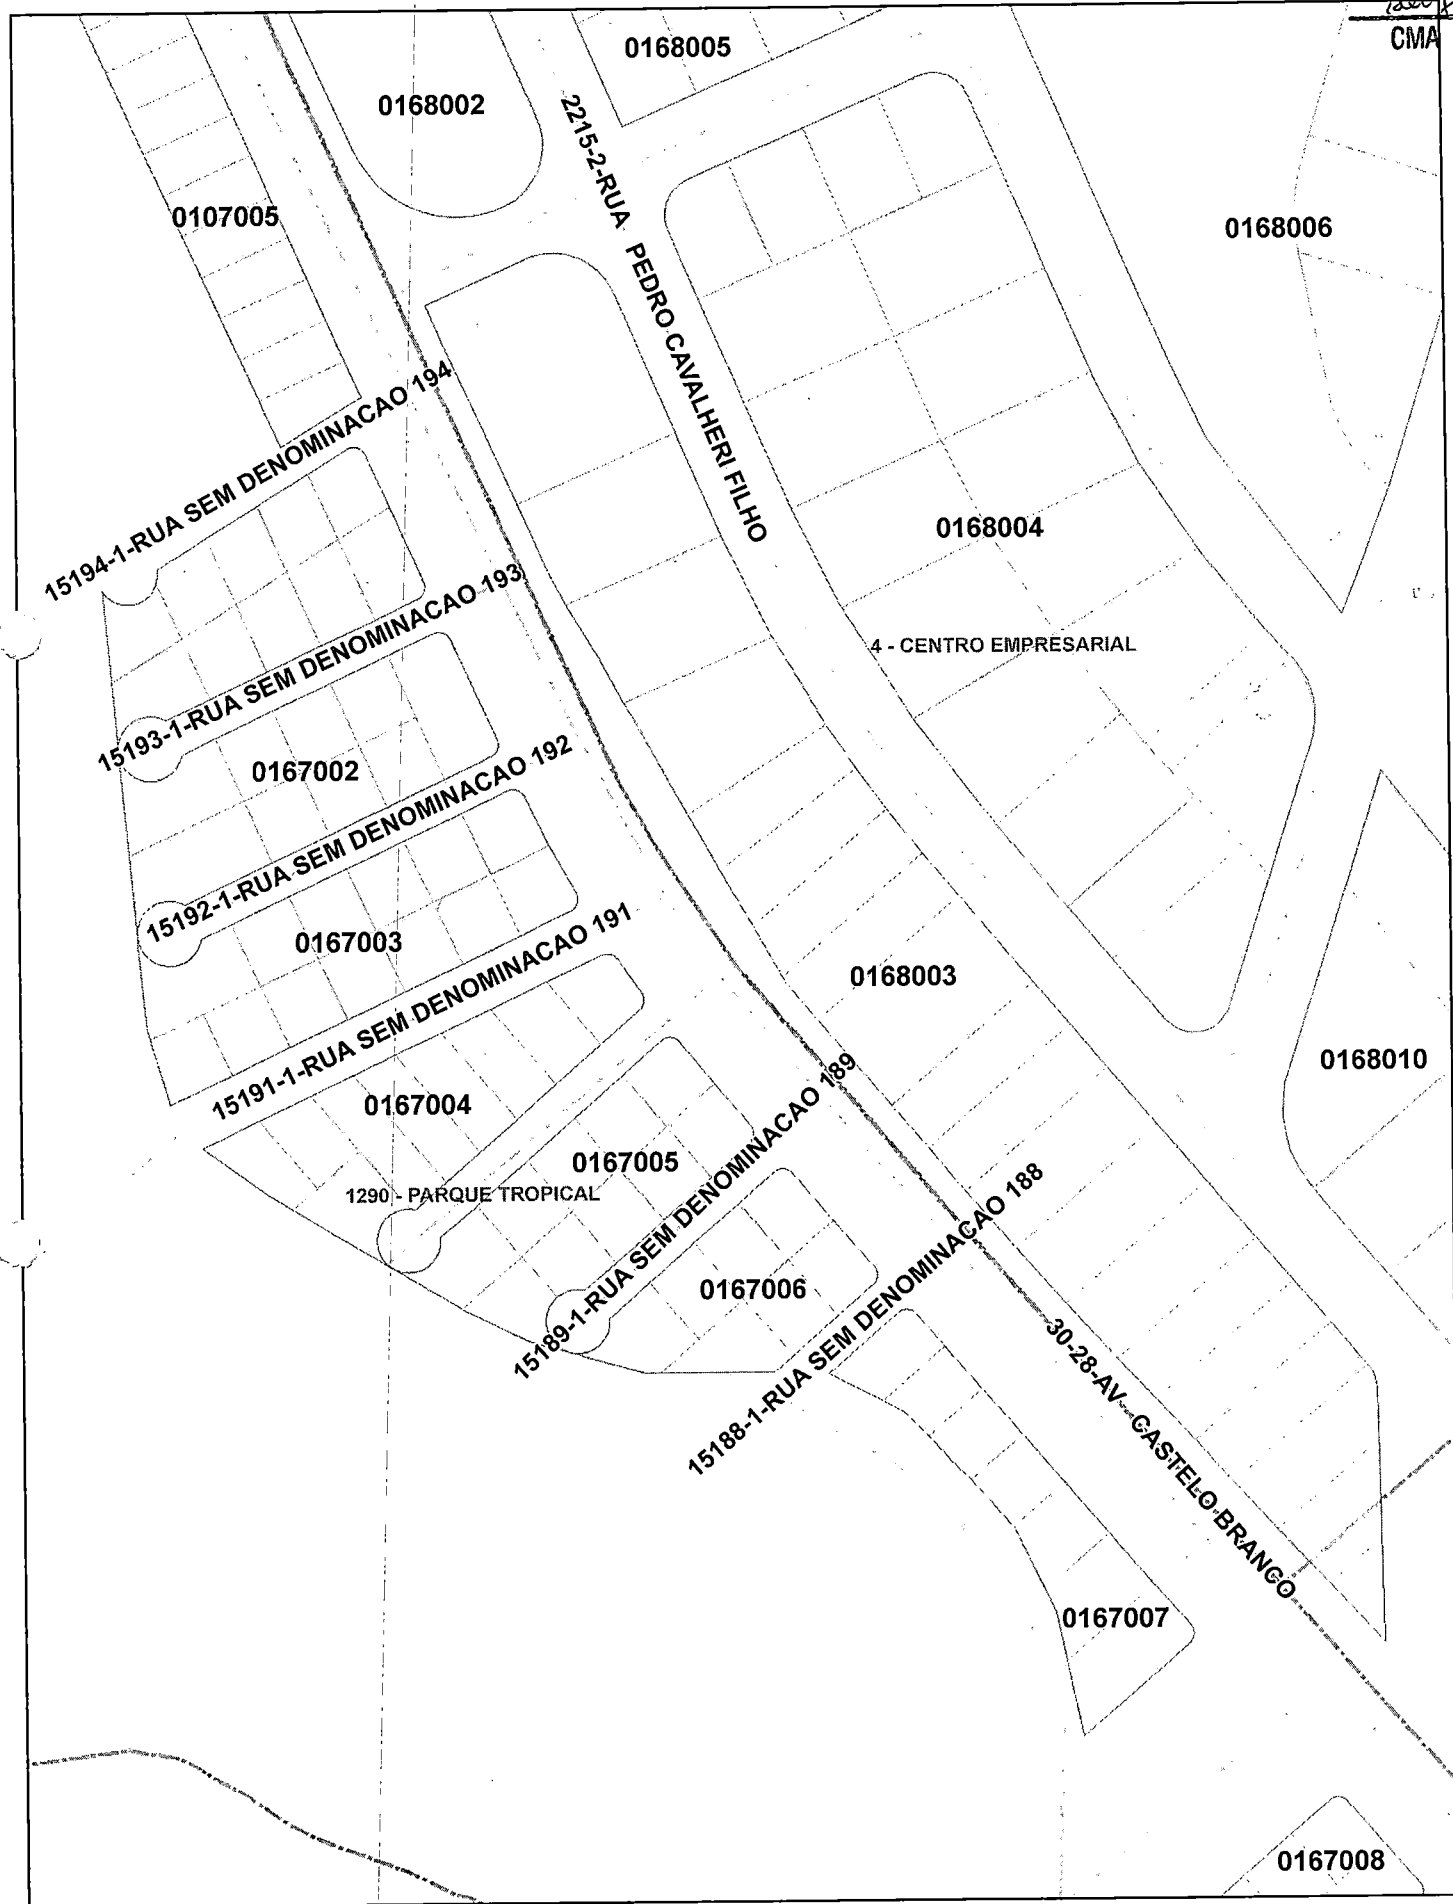 CMA
0168005
0168002
2215-2-RUA PEDRO CAVALHERI FILHO
0107005
0168006
15194-1-RUA SEM DENOMINACAO 194
0168004
15193-1-RUA SEM DENOMINACAO 193
4 - CENTRO EMPRESARIAL
0167002
15192-1-RUA SEM DENOMINACAO 192
0167003
0168003
15191-1-RUA SEM DENOMINACAO 191
0168010
0167004
15189-1-RUA SEM DENOMINACAO 189
0167005
1290 - PARQUE TROPICAL
15188-1-RUA SEM DENOMINACAO 188
0167006
30-28-AV CASTELO BRANCO
0167007
0167008